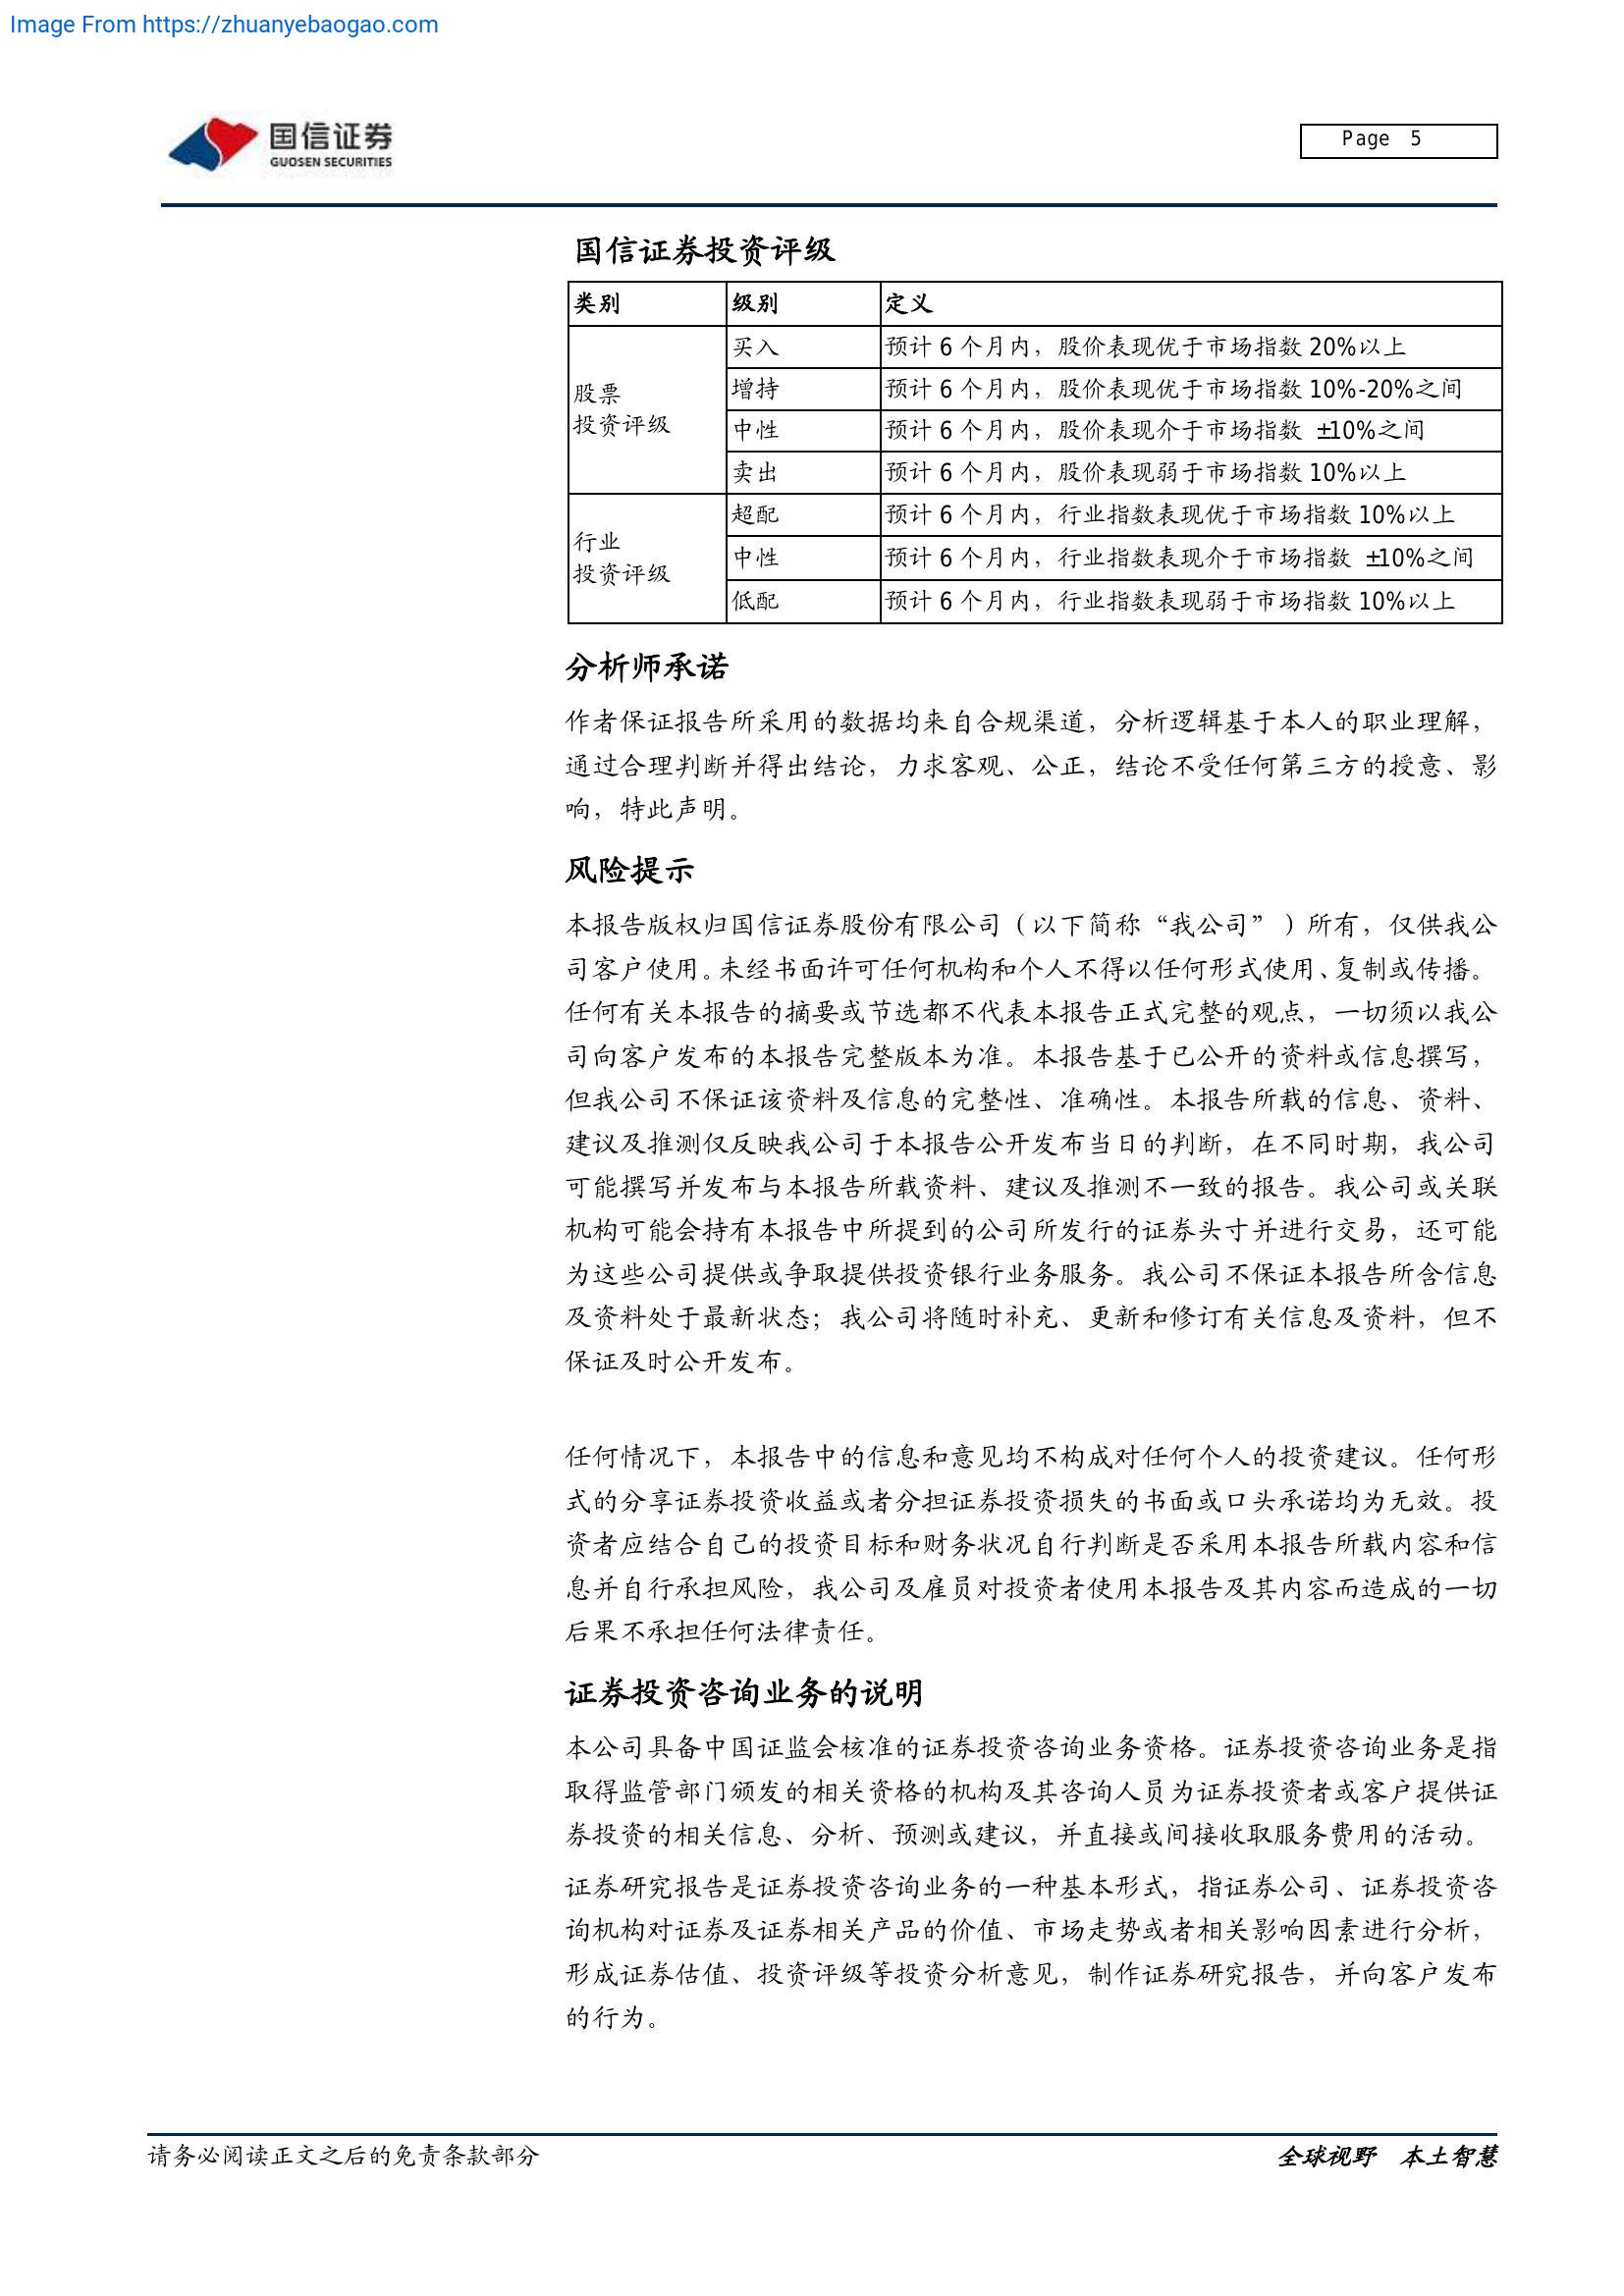 Image From https://zhuanyebaogao.com
国信证券
GUOSEN SECURITIES
Page 5
国信证券投资评级
类别 级别 定义
股票
投资评级
买入 预计 6 个月内，股价表现优于市场指数 20%以上
增持 预计 6 个月内，股价表现优于市场指数 10%-20%之间
中性 预计 6 个月内，股价表现介于市场指数 ±10%之间
卖出 预计 6 个月内，股价表现弱于市场指数 10%以上
行业
投资评级
超配 预计 6 个月内，行业指数表现优于市场指数 10%以上
中性 预计 6 个月内，行业指数表现介于市场指数 ±10%之间
低配 预计 6 个月内，行业指数表现弱于市场指数 10%以上
分析师承诺
作者保证报告所采用的数据均来自合规渠道，分析逻辑基于本人的职业理解，
通过合理判断并得出结论，力求客观、公正，结论不受任何第三方的授意、影
响，特此声明。
风险提示
本报告版权归国信证券股份有限公司（以下简称“我公司”）所有，仅供我公
司客户使用。未经书面许可任何机构和个人不得以任何形式使用、复制或传播。
任何有关本报告的摘要或节选都不代表本报告正式完整的观点，一切须以我公
司向客户发布的本报告完整版本为准。本报告基于已公开的资料或信息撰写，
但我公司不保证该资料及信息的完整性、准确性。本报告所载的信息、资料、
建议及推测仅反映我公司于本报告公开发布当日的判断，在不同时期，我公司
可能撰写并发布与本报告所载资料、建议及推测不一致的报告。我公司或关联
机构可能会持有本报告中所提到的公司所发行的证券头寸并进行交易，还可能
为这些公司提供或争取提供投资银行业务服务。我公司不保证本报告所含信息
及资料处于最新状态；我公司将随时补充、更新和修订有关信息及资料，但不
保证及时公开发布。
任何情况下，本报告中的信息和意见均不构成对任何个人的投资建议。任何形
式的分享证券投资收益或者分担证券投资损失的书面或口头承诺均为无效。投
资者应结合自己的投资目标和财务状况自行判断是否采用本报告所载内容和信
息并自行承担风险，我公司及雇员对投资者使用本报告及其内容而造成的一切
后果不承担任何法律责任。
证券投资咨询业务的说明
本公司具备中国证监会核准的证券投资咨询业务资格。证券投资咨询业务是指
取得监管部门颁发的相关资格的机构及其咨询人员为证券投资者或客户提供证
券投资的相关信息、分析、预测或建议，并直接或间接收取服务费用的活动。
证券研究报告是证券投资咨询业务的一种基本形式，指证券公司、证券投资咨
询机构对证券及证券相关产品的价值、市场走势或者相关影响因素进行分析，
形成证券估值、投资评级等投资分析意见，制作证券研究报告，并向客户发布
的行为。
请务必阅读正文之后的免责条款部分 全球视野 本土智慧